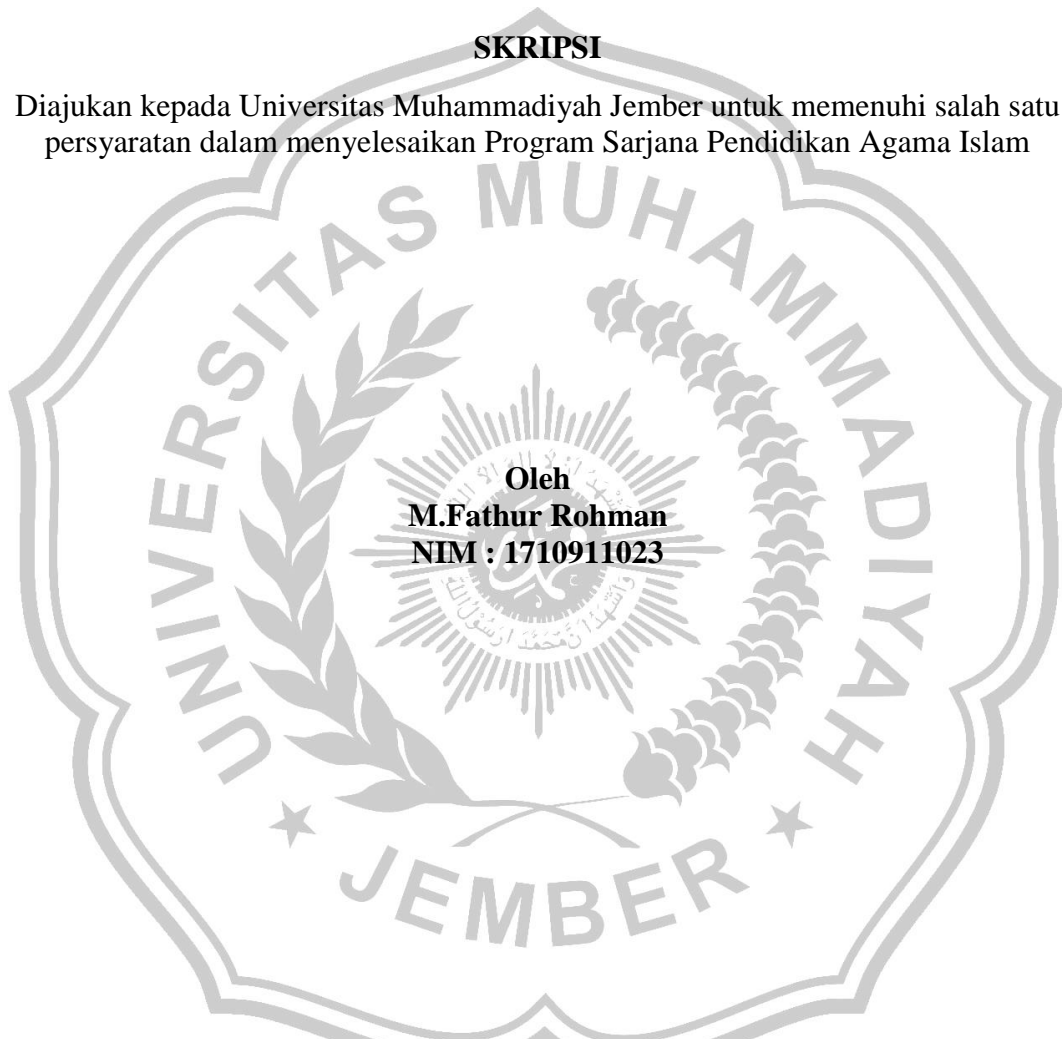 SKRIPSI
Diajukan kepada Universitas Muhammadiyah Jember untuk memenuhi salah satu
persyaratan dalam menyelesaikan Program Sarjana Pendidikan Agama Islam
UNIVERSITAS MUHAMMADIYAH
Oleh
M.Fathur Rohman
NIM : 1710911023
JEMBER